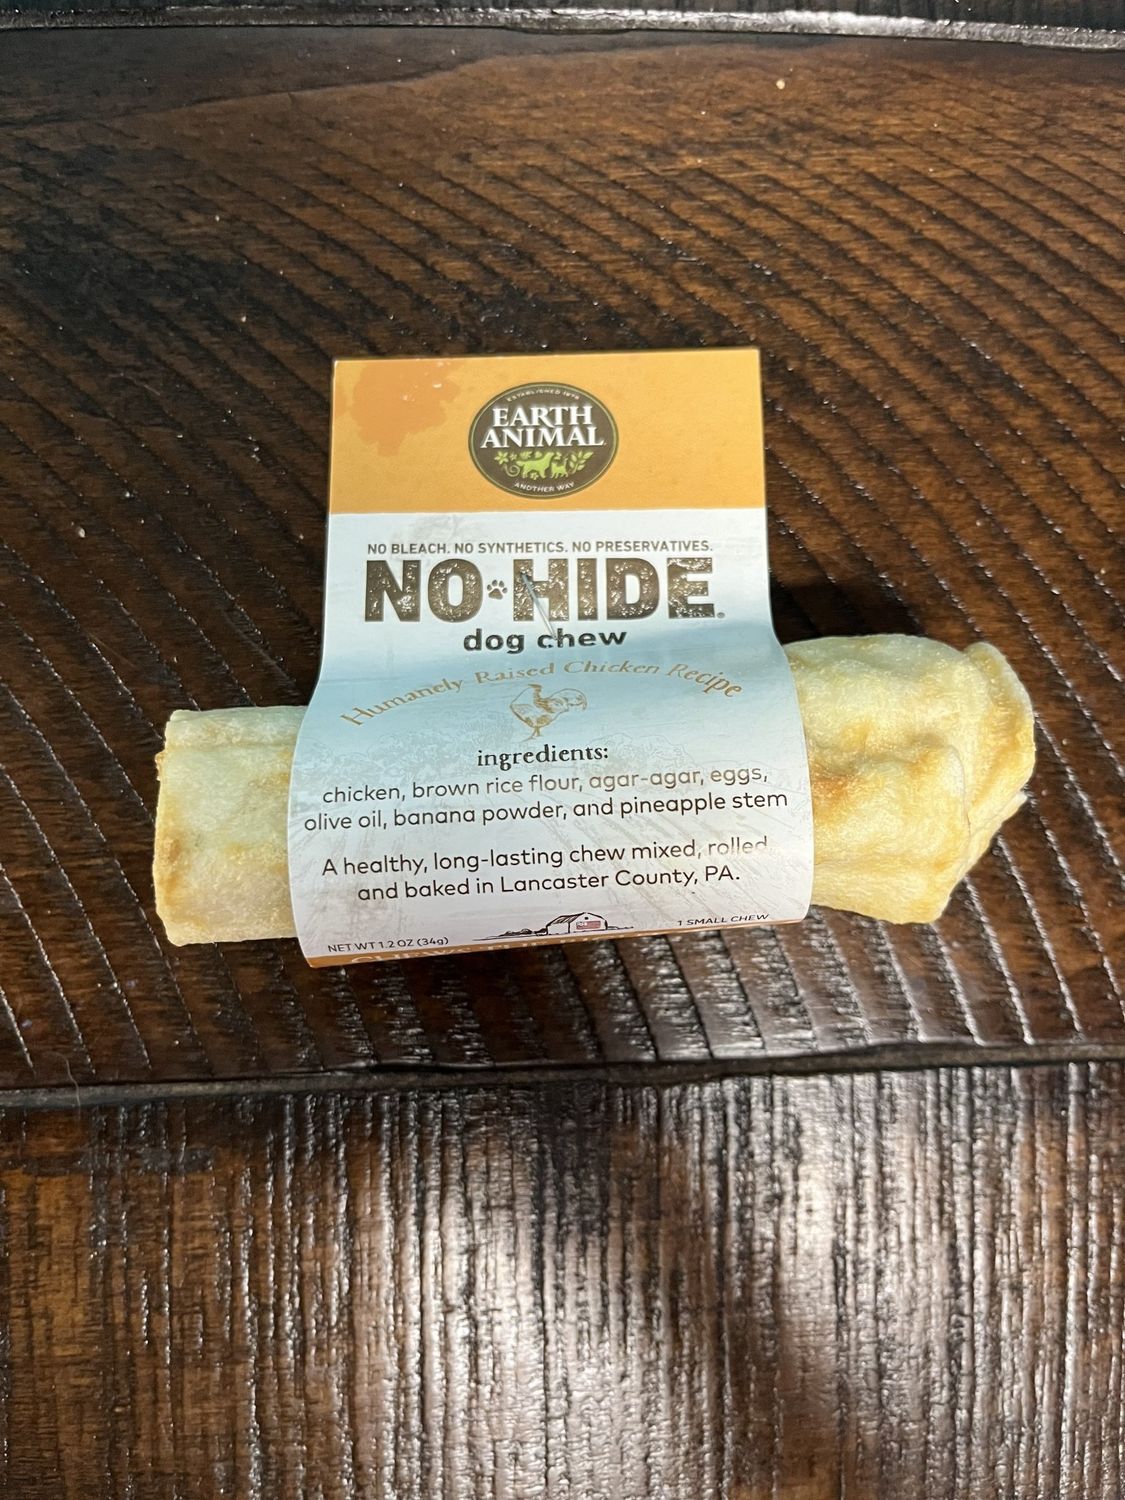 ESTABLISHED 1979
EARTH
ANIMAL
ANOTHER WAY
NO BLEACH. NO SYNTHETICS. NO PRESERVATIVES.
NO HIDE®
dog chew
Humanely Raised Chicken Recipe
ingredients:
chicken, brown rice flour, agar-agar, eggs,
olive oil, banana powder, and pineapple stem
A healthy, long-lasting chew mixed, rolled
and baked in Lancaster County, PA.
NET WT 1.2 OZ (34g)
1 SMALL CHEW